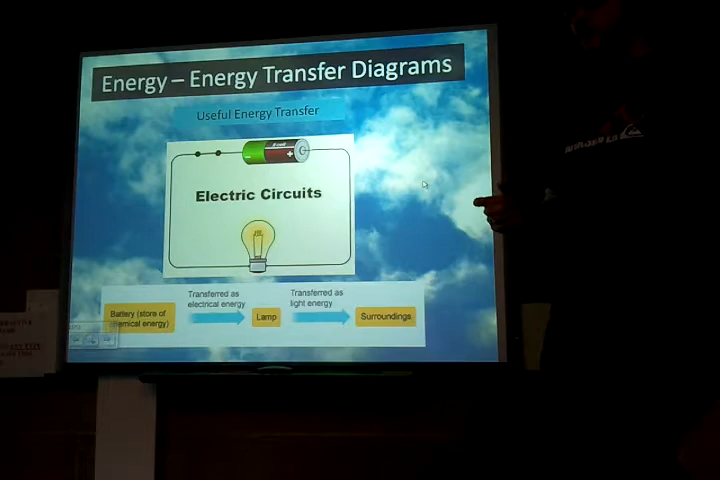 Energy – Energy Transfer Diagrams
Useful Energy Transfer
Electric Circuits
Transferred as
electrical energy
Transferred as
light energy
Battery (store of
chemical energy)
Lamp
Surroundings